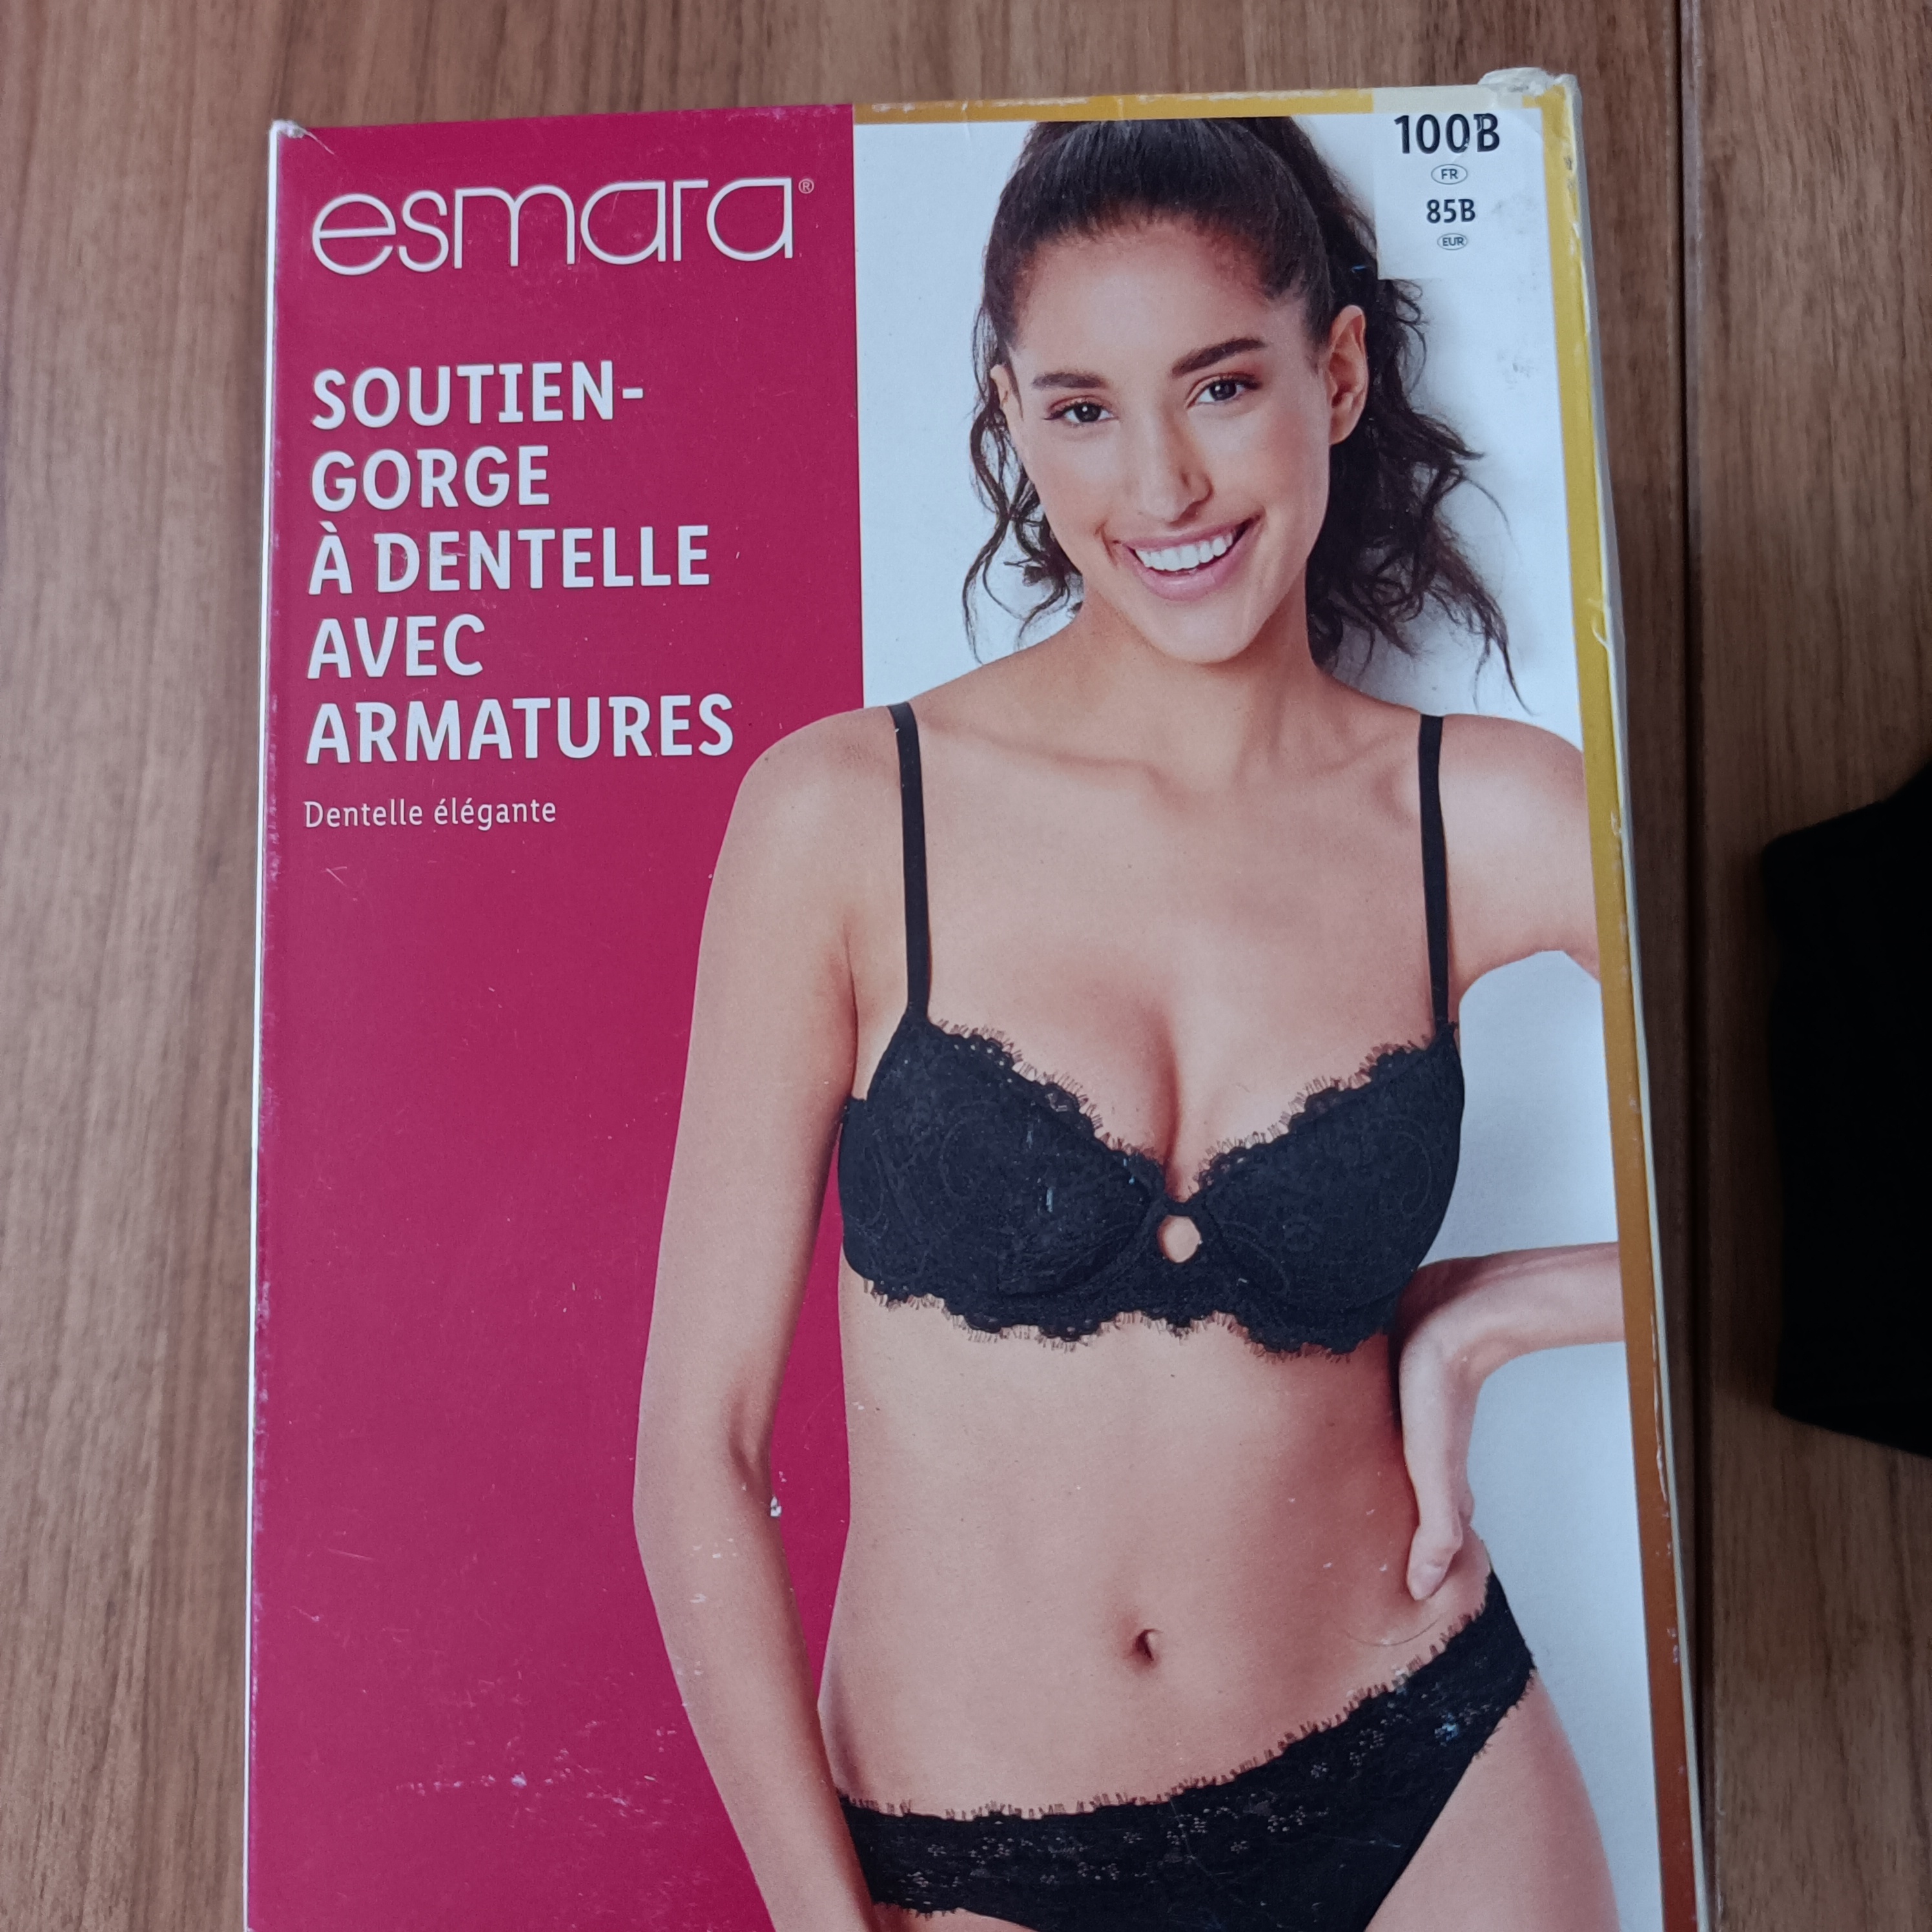 esmara®
SOUTIEN-
GORGE
À DENTELLE
AVEC
ARMATURES
Dentelle élégante
100B
FR
85B
EUR